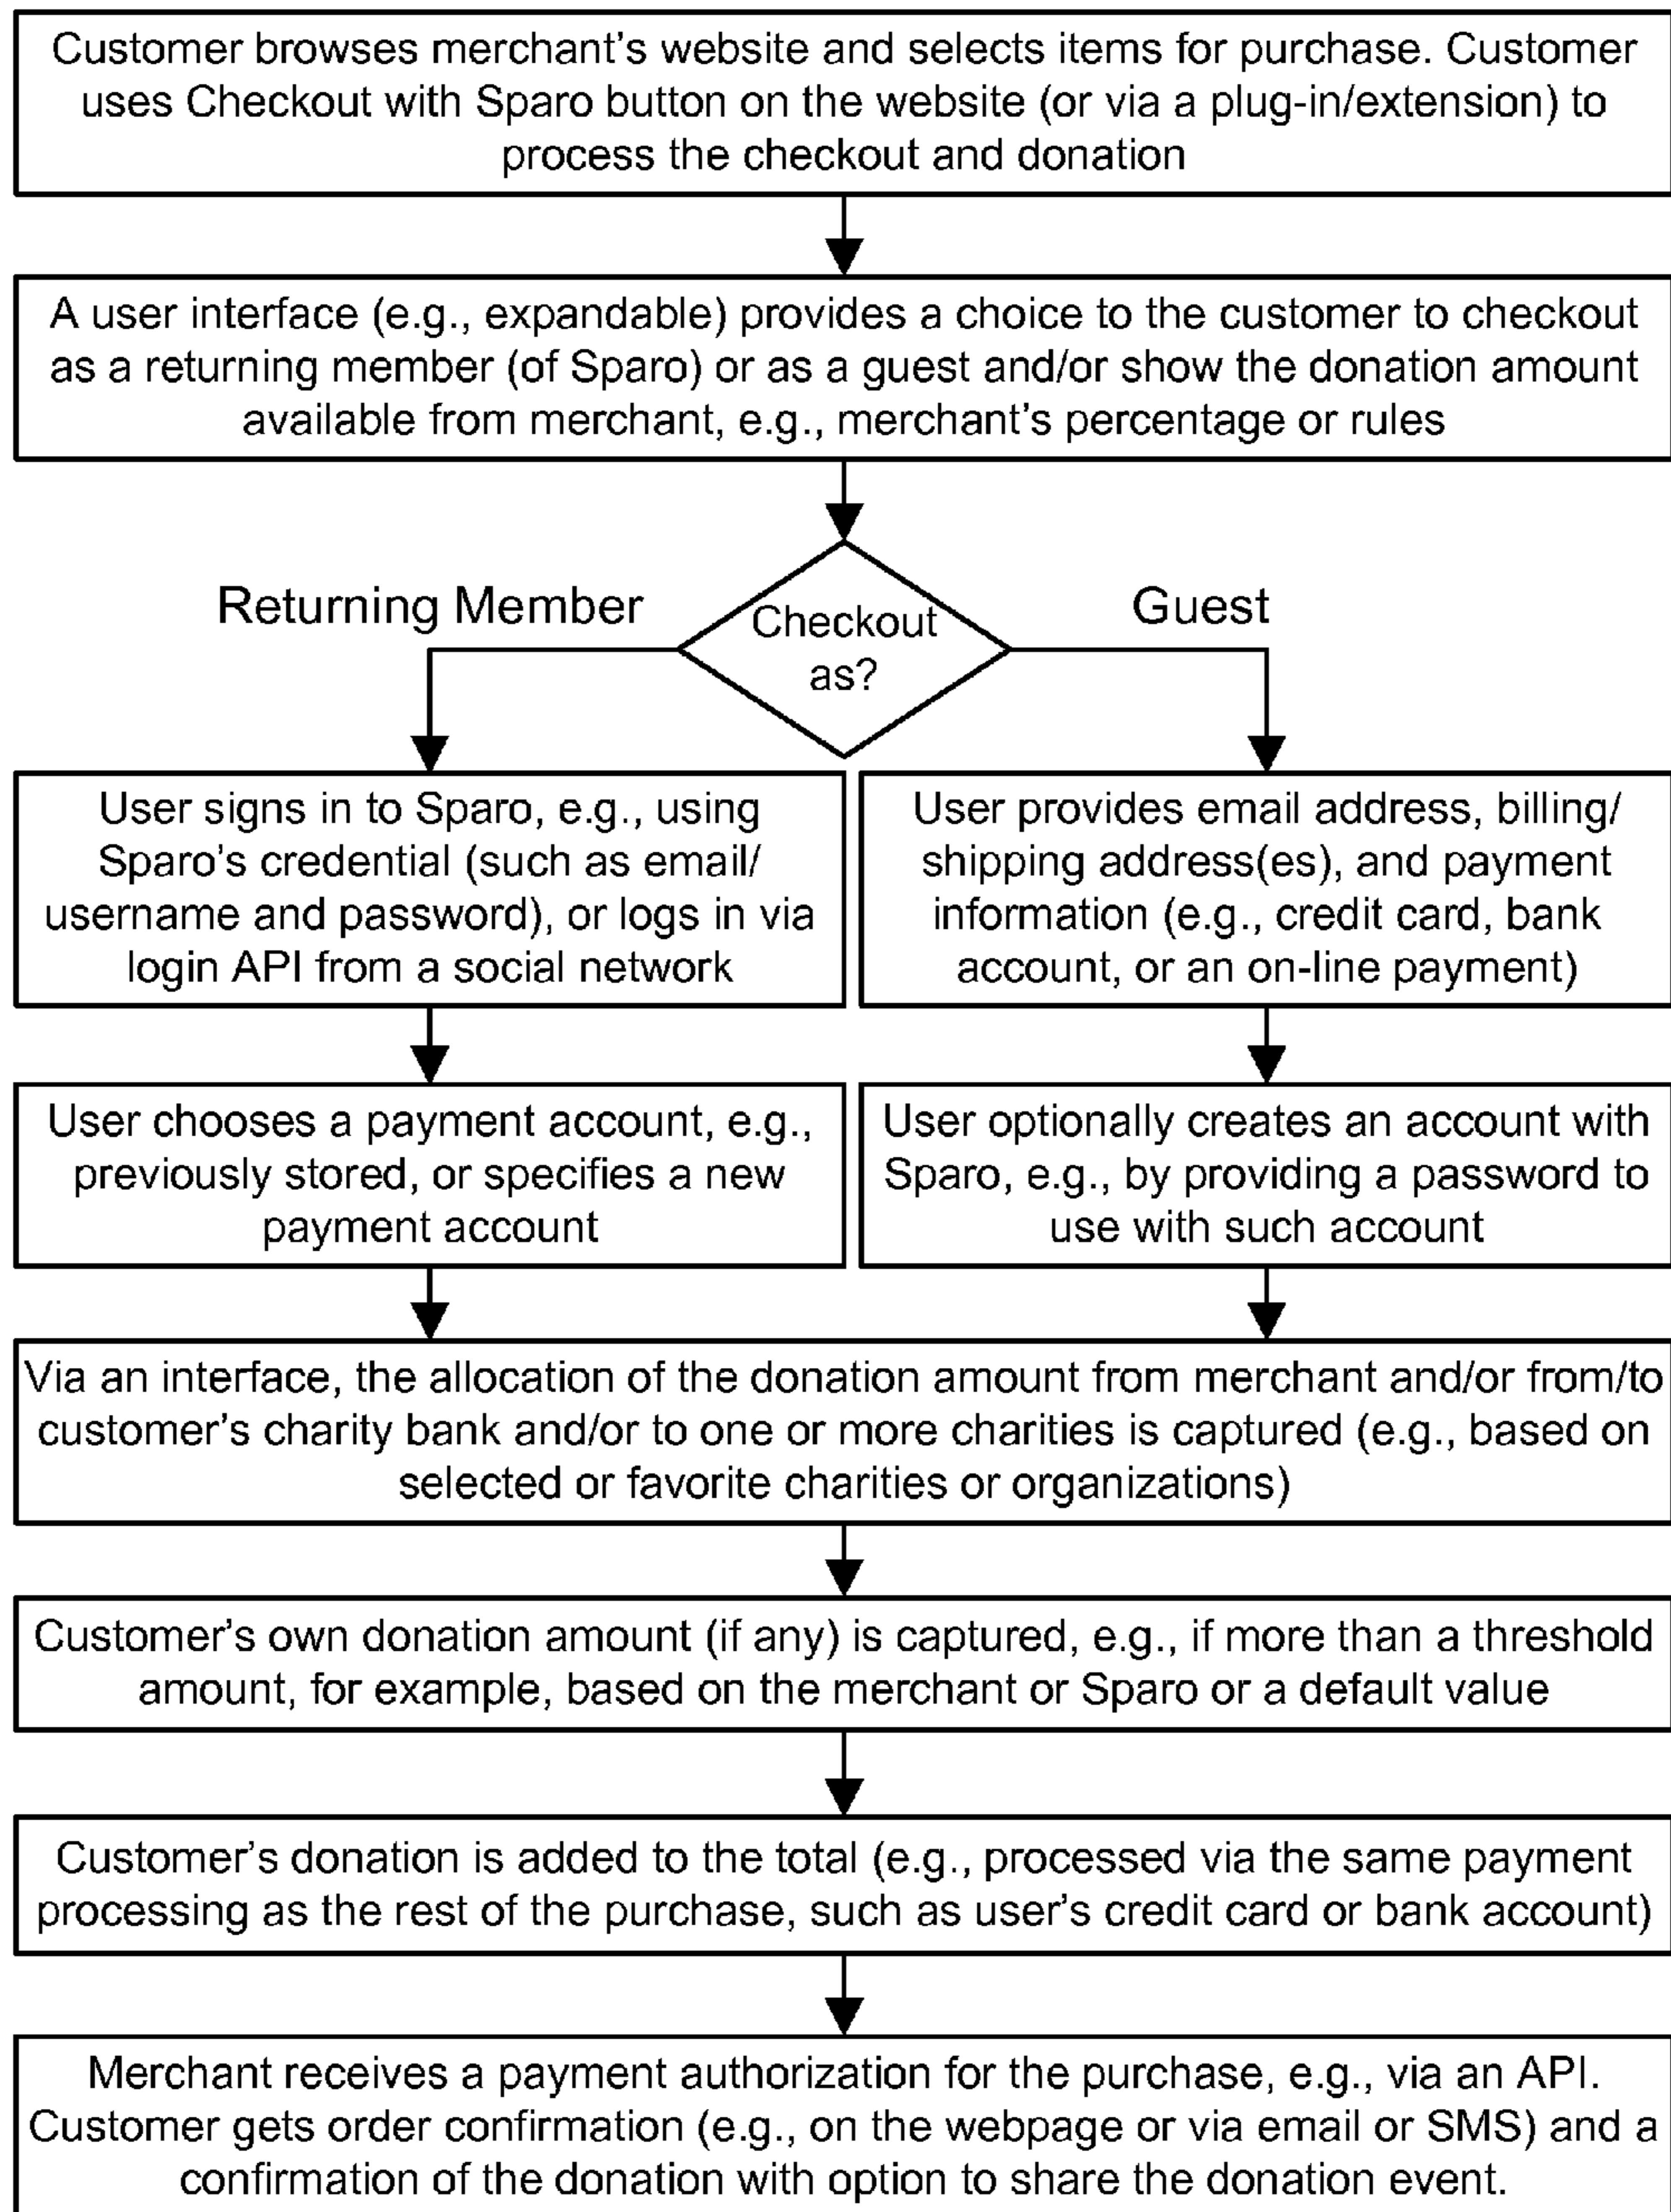 Customer browses merchant's website and selects items for purchase. Customer
uses Checkout with Sparo button on the website (or via a plug-in/extension) to
process the checkout and donation
A user interface (e.g., expandable) provides a choice to the customer to checkout
as a returning member (of Sparo) or as a guest and/or show the donation amount
available from merchant, e.g., merchant's percentage or rules
Returning Member
Checkout
as?
Guest
User signs in to Sparo, e.g., using
Sparo's credential (such as email/
username and password), or logs in via
login API from a social network
User provides email address, billing/
shipping address(es), and payment
information (e.g., credit card, bank
account, or an on-line payment)
User chooses a payment account, e.g.,
previously stored, or specifies a new
payment account
User optionally creates an account with
Sparo, e.g., by providing a password to
use with such account
Via an interface, the allocation of the donation amount from merchant and/or from/to
customer's charity bank and/or to one or more charities is captured (e.g., based on
selected or favorite charities or organizations)
Customer's own donation amount (if any) is captured, e.g., if more than a threshold
amount, for example, based on the merchant or Sparo or a default value
Customer's donation is added to the total (e.g., processed via the same payment
processing as the rest of the purchase, such as user's credit card or bank account)
Merchant receives a payment authorization for the purchase, e.g., via an API.
Customer gets order confirmation (e.g., on the webpage or via email or SMS) and a
confirmation of the donation with option to share the donation event.